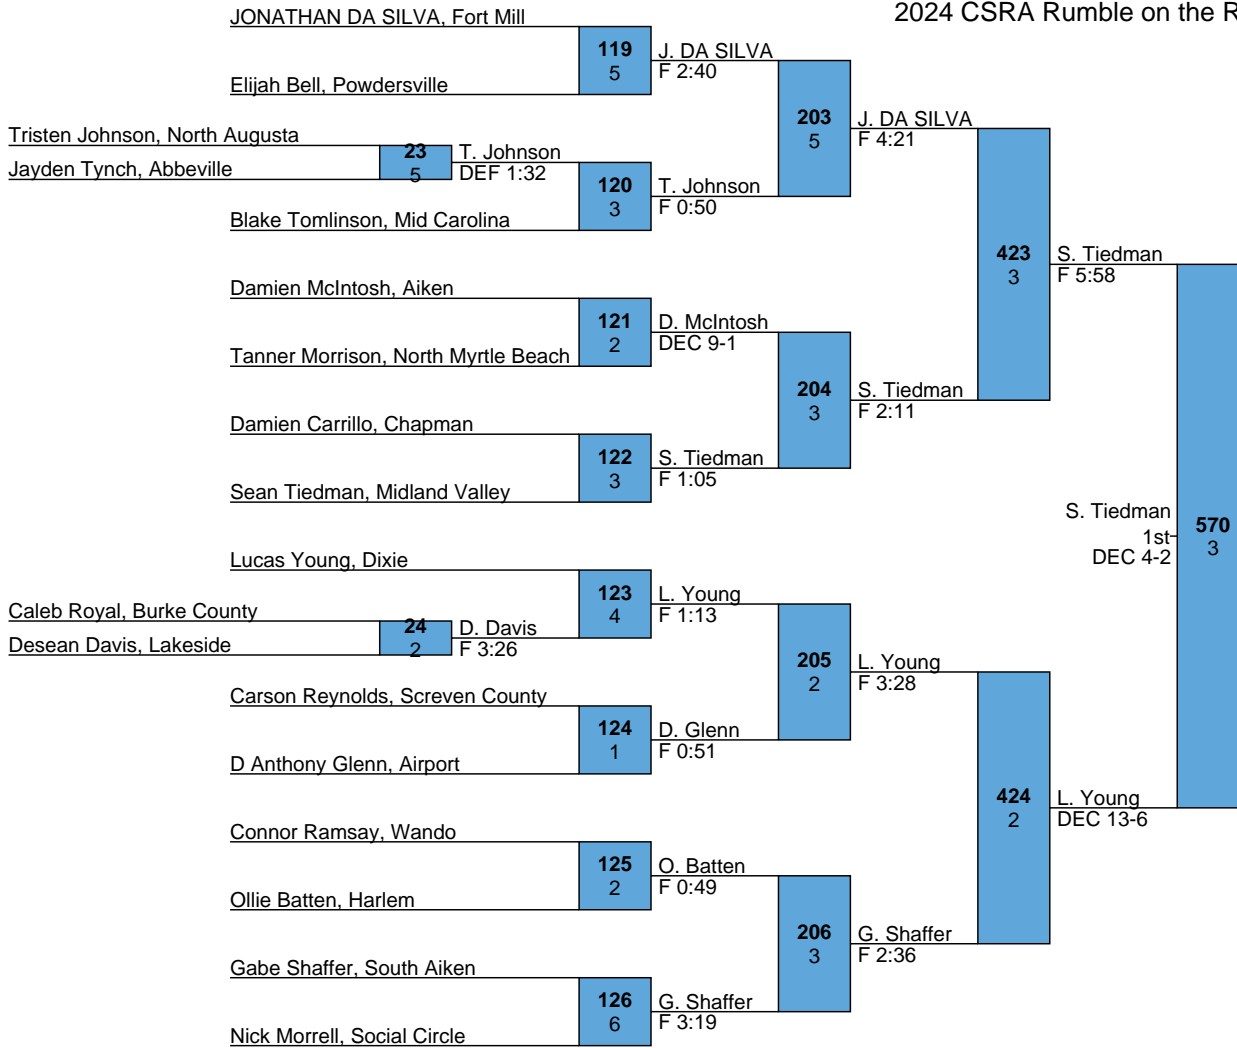 2024 CSRA Rumble on the R
JONATHAN DA SILVA, Fort Mill
119
5
J. DA SILVA
F 2:40
Elijah Bell, Powdersville
203
5
J. DA SILVA
F 4:21
Tristen Johnson, North Augusta
23
5
T. Johnson
DEF 1:32
Jayden Tynch, Abbeville
120
3
T. Johnson
F 0:50
Blake Tomlinson, Mid Carolina
423
3
S. Tiedman
F 5:58
Damien McIntosh, Aiken
121
2
D. McIntosh
DEC 9-1
Tanner Morrison, North Myrtle Beach
204
3
S. Tiedman
F 2:11
Damien Carrillo, Chapman
122
3
S. Tiedman
F 1:05
Sean Tiedman, Midland Valley
S. Tiedman
1st
DEC 4-2
570
3
Lucas Young, Dixie
123
4
L. Young
F 1:13
Caleb Royal, Burke County
24
2
D. Davis
F 3:26
Desean Davis, Lakeside
205
2
L. Young
F 3:28
Carson Reynolds, Screven County
124
1
D. Glenn
F 0:51
D Anthony Glenn, Airport
424
2
L. Young
DEC 13-6
Connor Ramsay, Wando
125
2
O. Batten
F 0:49
Ollie Batten, Harlem
206
3
G. Shaffer
F 2:36
Gabe Shaffer, South Aiken
126
6
G. Shaffer
F 3:19
Nick Morrell, Social Circle